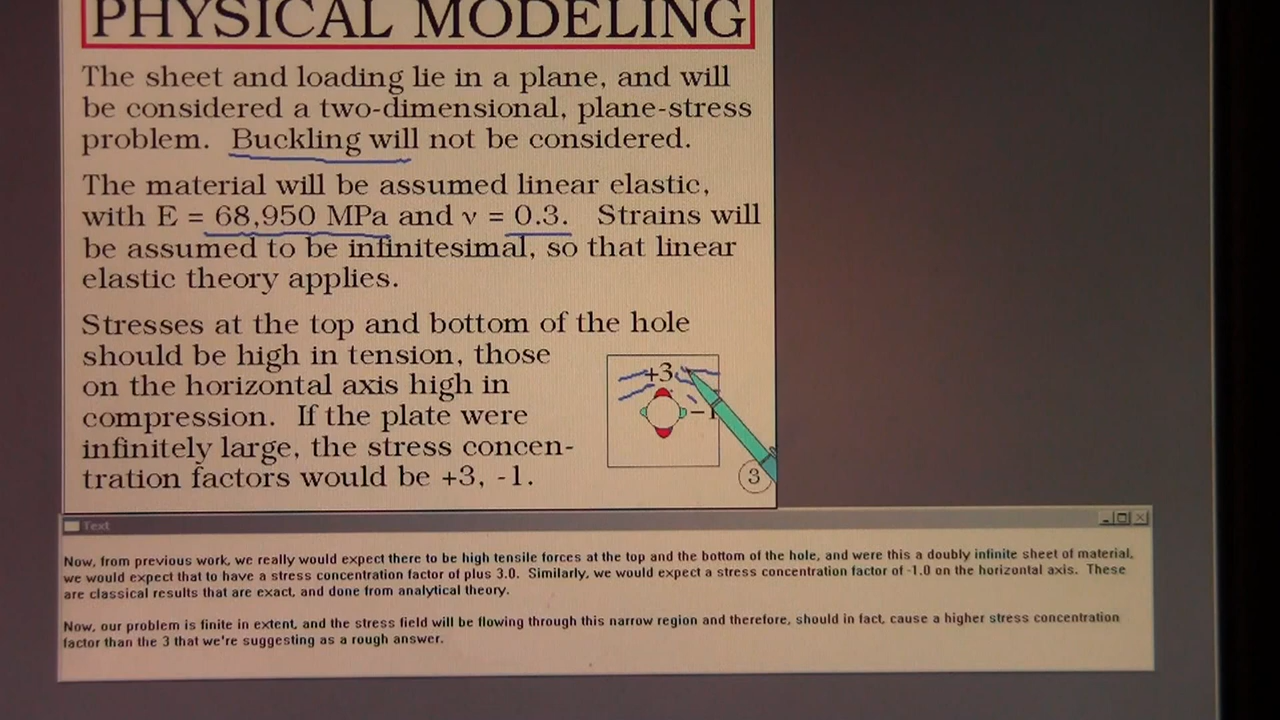 PHYSICAL MODELING
The sheet and loading lie in a plane, and will
be considered a two-dimensional, plane-stress
problem. Buckling will not be considered.
The material will be assumed linear elastic,
with E = 68,950 MPa and ν = 0.3. Strains will
be assumed to be infinitesimal, so that linear
elastic theory applies.
Stresses at the top and bottom of the hole
should be high in tension, those
on the horizontal axis high in
compression. If the plate were
infinitely large, the stress concen-
tration factors would be +3, -1.
+3
-1
3
Text
Now, from previous work, we really would expect there to be high tensile forces at the top and the bottom of the hole, and were this a doubly infinite sheet of material,
we would expect that to have a stress concentration factor of plus 3.0. Similarly, we would expect a stress concentration factor of -1.0 on the horizontal axis. These
are classical results that are exact, and done from analytical theory.
Now, our problem is finite in extent, and the stress field will be flowing through this narrow region and therefore, should in fact, cause a higher stress concentration
factor than the 3 that we're suggesting as a rough answer.